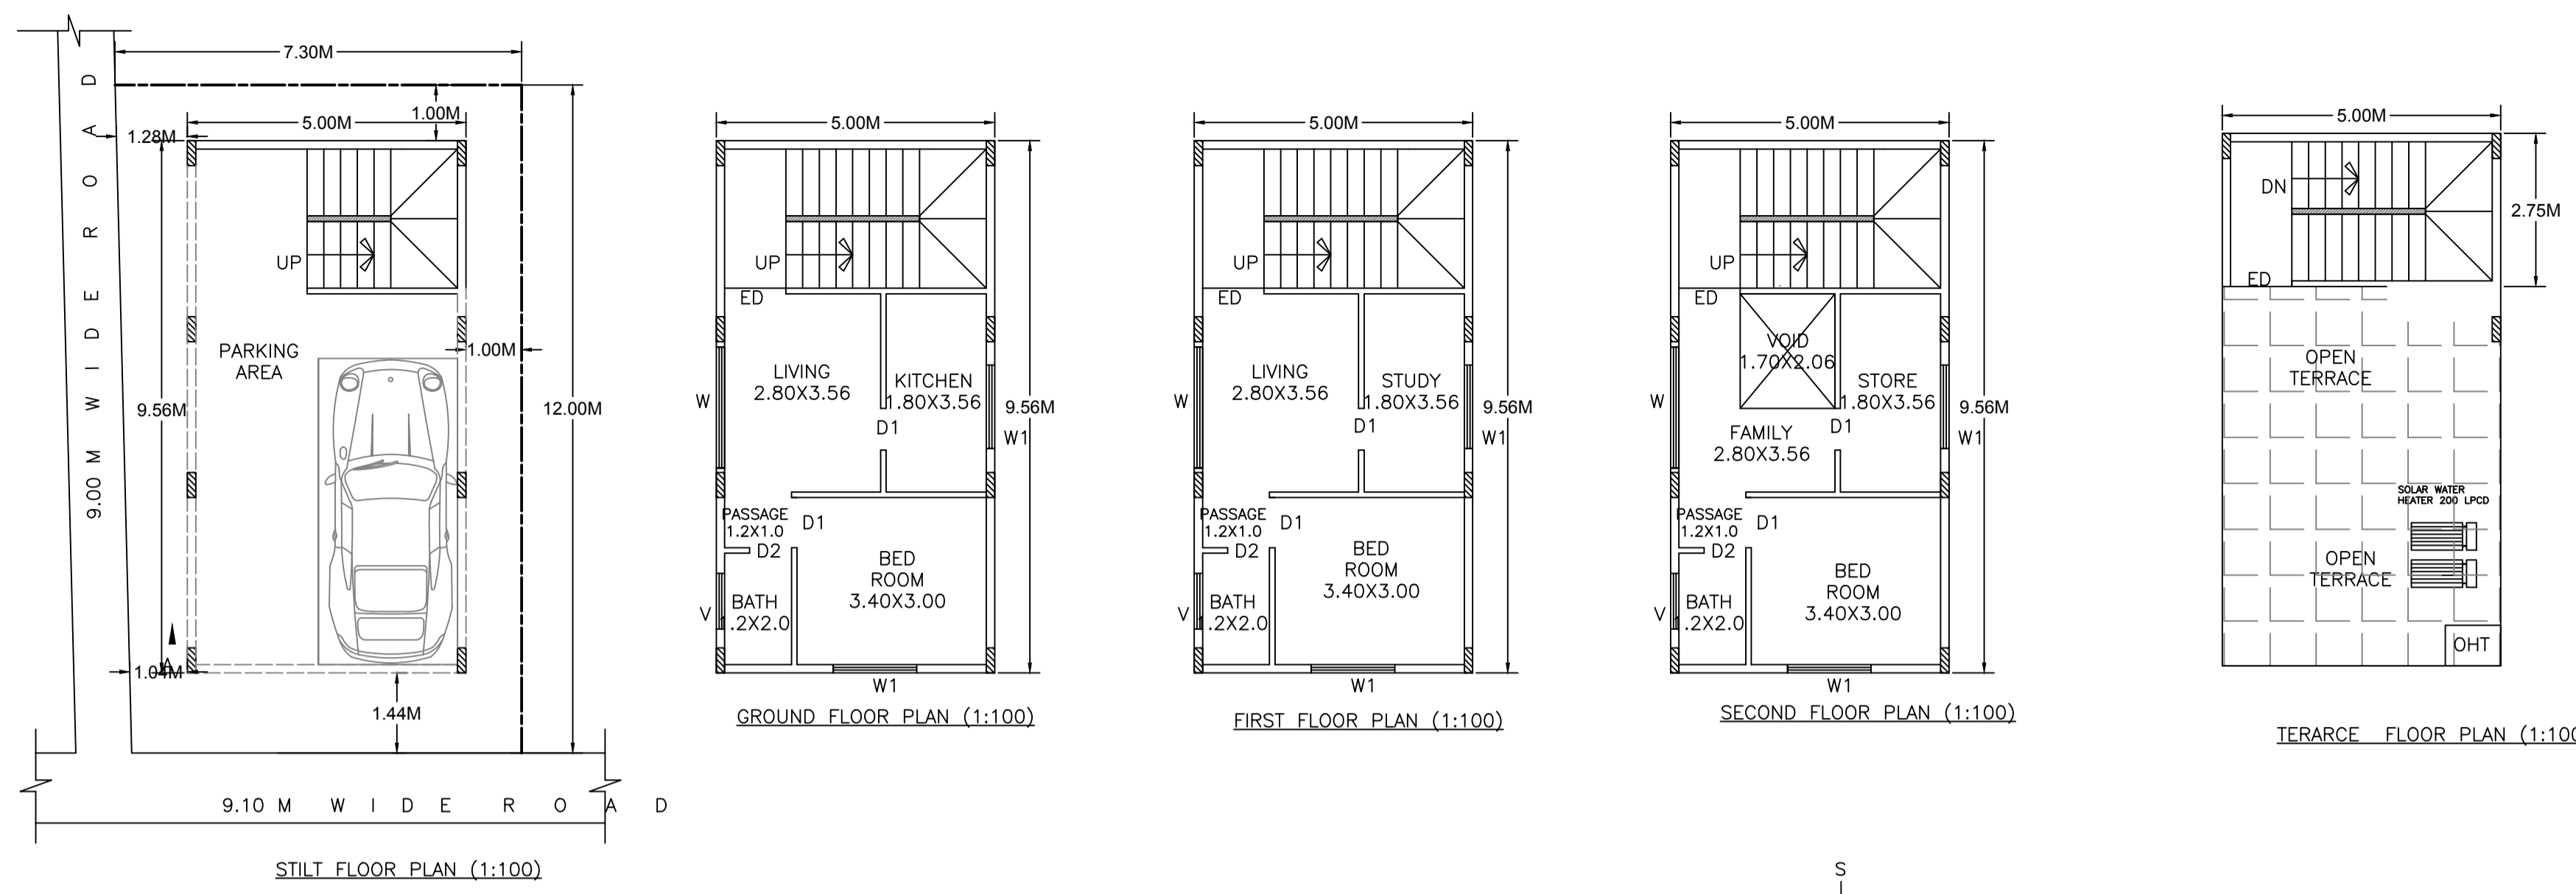 7.30M
1.00M
5.00M
1.28M
UP
PARKING
AREA
1.00M
9.56M
12.00M
9.00 M W I D E R O A D
A
1.04M
1.44M
9.10 M W I D E R O A D
STILT FLOOR PLAN (1:100)
5.00M
UP
ED
LIVING
2.80X3.56
KITCHEN
1.80X3.56
W
9.56M
W1
D1
PASSAGE
1.2X1.0
D1
D2
BED
ROOM
3.40X3.00
V
BATH
1.2X2.0
W1
GROUND FLOOR PLAN (1:100)
5.00M
UP
ED
LIVING
2.80X3.56
STUDY
1.80X3.56
W
9.56M
W1
D1
PASSAGE
1.2X1.0
D1
D2
BED
ROOM
3.40X3.00
V
BATH
1.2X2.0
W1
FIRST FLOOR PLAN (1:100)
5.00M
UP
ED
VOID
1.70X2.06
STORE
1.80X3.56
W
9.56M
W1
D1
FAMILY
2.80X3.56
PASSAGE
1.2X1.0
D1
D2
BED
ROOM
3.40X3.00
V
BATH
1.2X2.0
W1
SECOND FLOOR PLAN (1:100)
5.00M
DN
2.75M
ED
OPEN
TERRACE
SOLAR WATER
HEATER 200 LPCD
OPEN
TERRACE
OHT
TERARCE FLOOR PLAN (1:100
S